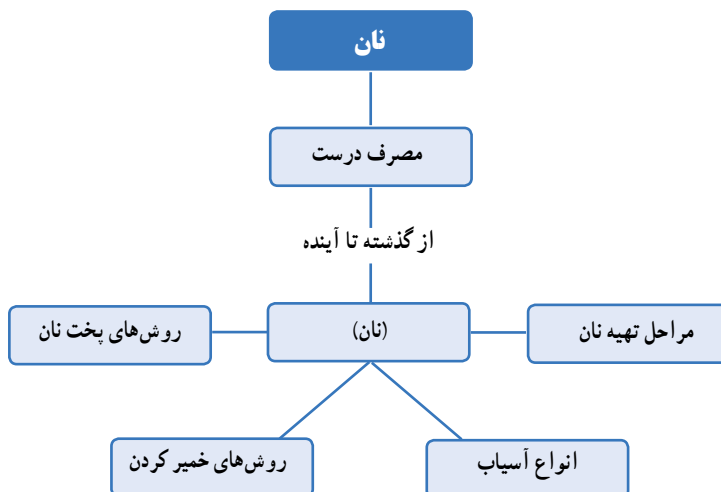 نان
مصرف درست
از گذشته تا آینده
مراحل تهیه نان
(نان)
روش‌های پخت نان
انواع آسیاب
روش‌های خمیر کردن